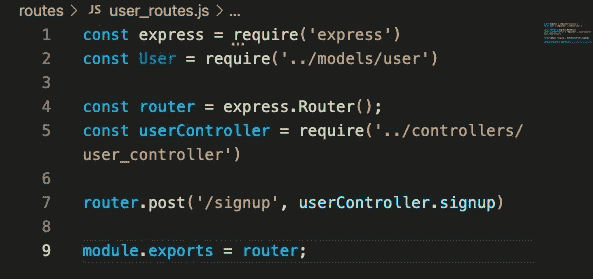 routes > JS user_routes.js > ...
1 const express = require('express')
2 const User = require('../models/user')
3
4 const router = express.Router();
5 const userController = require('../controllers/
user_controller')
6
7 router.post('/signup', userController.signup)
8
9 module.exports = router;